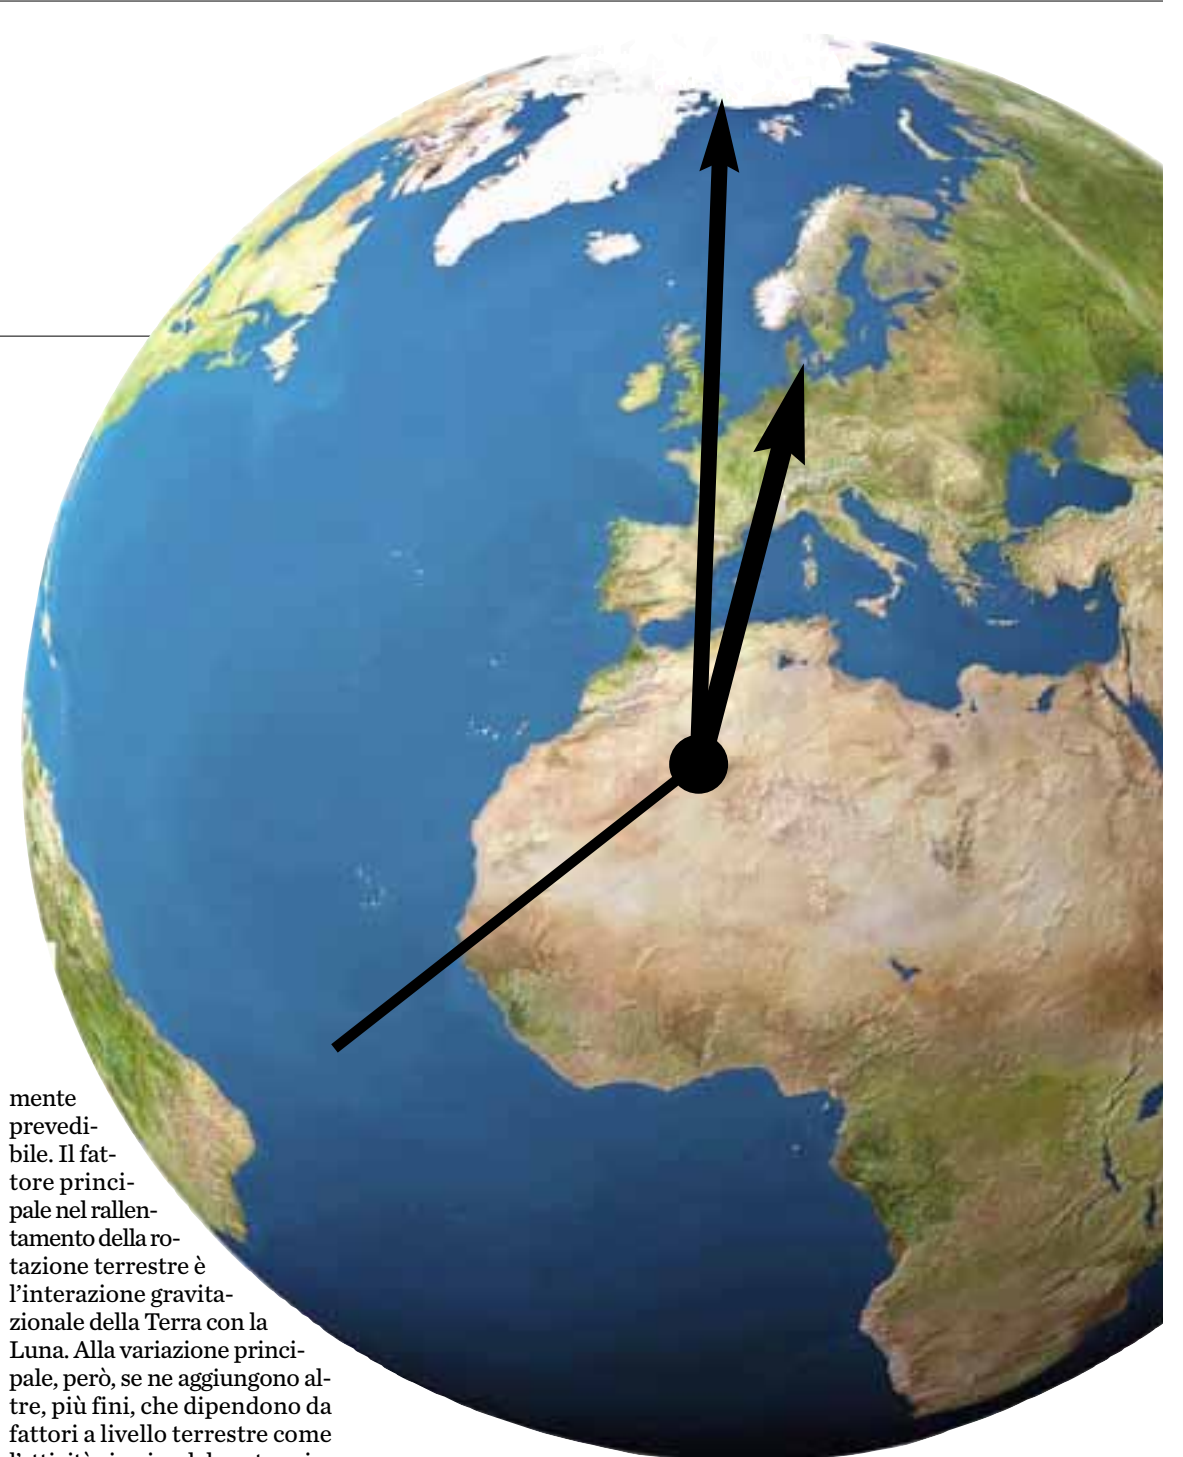 mente
prevedi-
bile. Il fat-
tore princi-
pale nel rallen-
tamento della ro-
tazione terrestre è
l’interazione gravita-
zionale della Terra con la
Luna. Alla variazione princi-
pale, però, se ne aggiungono al-
tre, più fini, che dipendono da
fattori a livello terrestre come